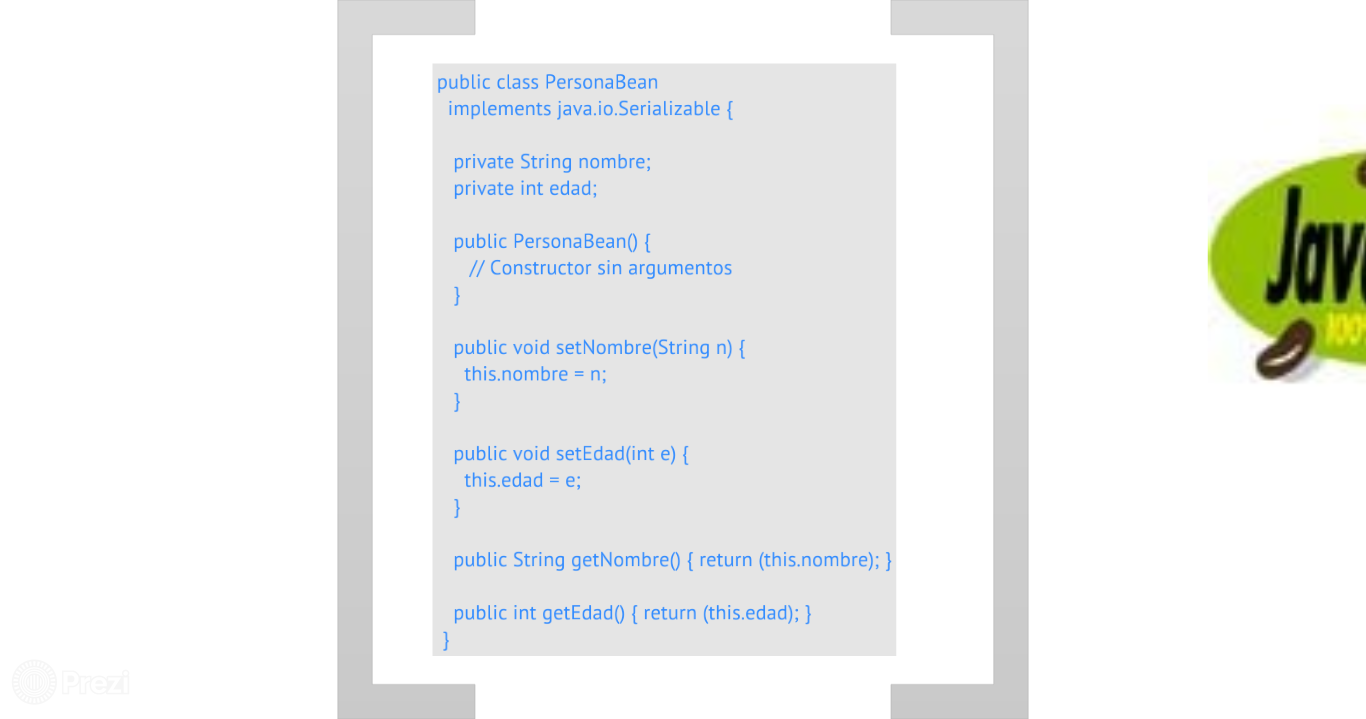 public class PersonaBean
implements java.io.Serializable {
private String nombre;
private int edad;
public PersonaBean() {
// Constructor sin argumentos
}
public void setNombre(String n) {
this.nombre = n;
}
public void setEdad(int e) {
this.edad = e;
}
public String getNombre() { return (this.nombre); }
public int getEdad() { return (this.edad); }
}
Jav
100
Prezi